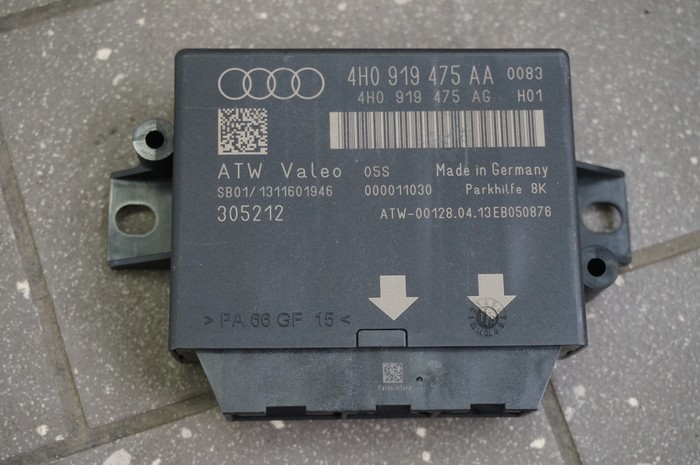 4H0 919 475 AA 0083
4H0 919 475 AG H01
ATW Valeo 05S Made in Germany
SB01/1311601946 000011030 Parkhilfe 8K
305212 ATW-00128.04.13EB050876
> PA 66 GF 15 <